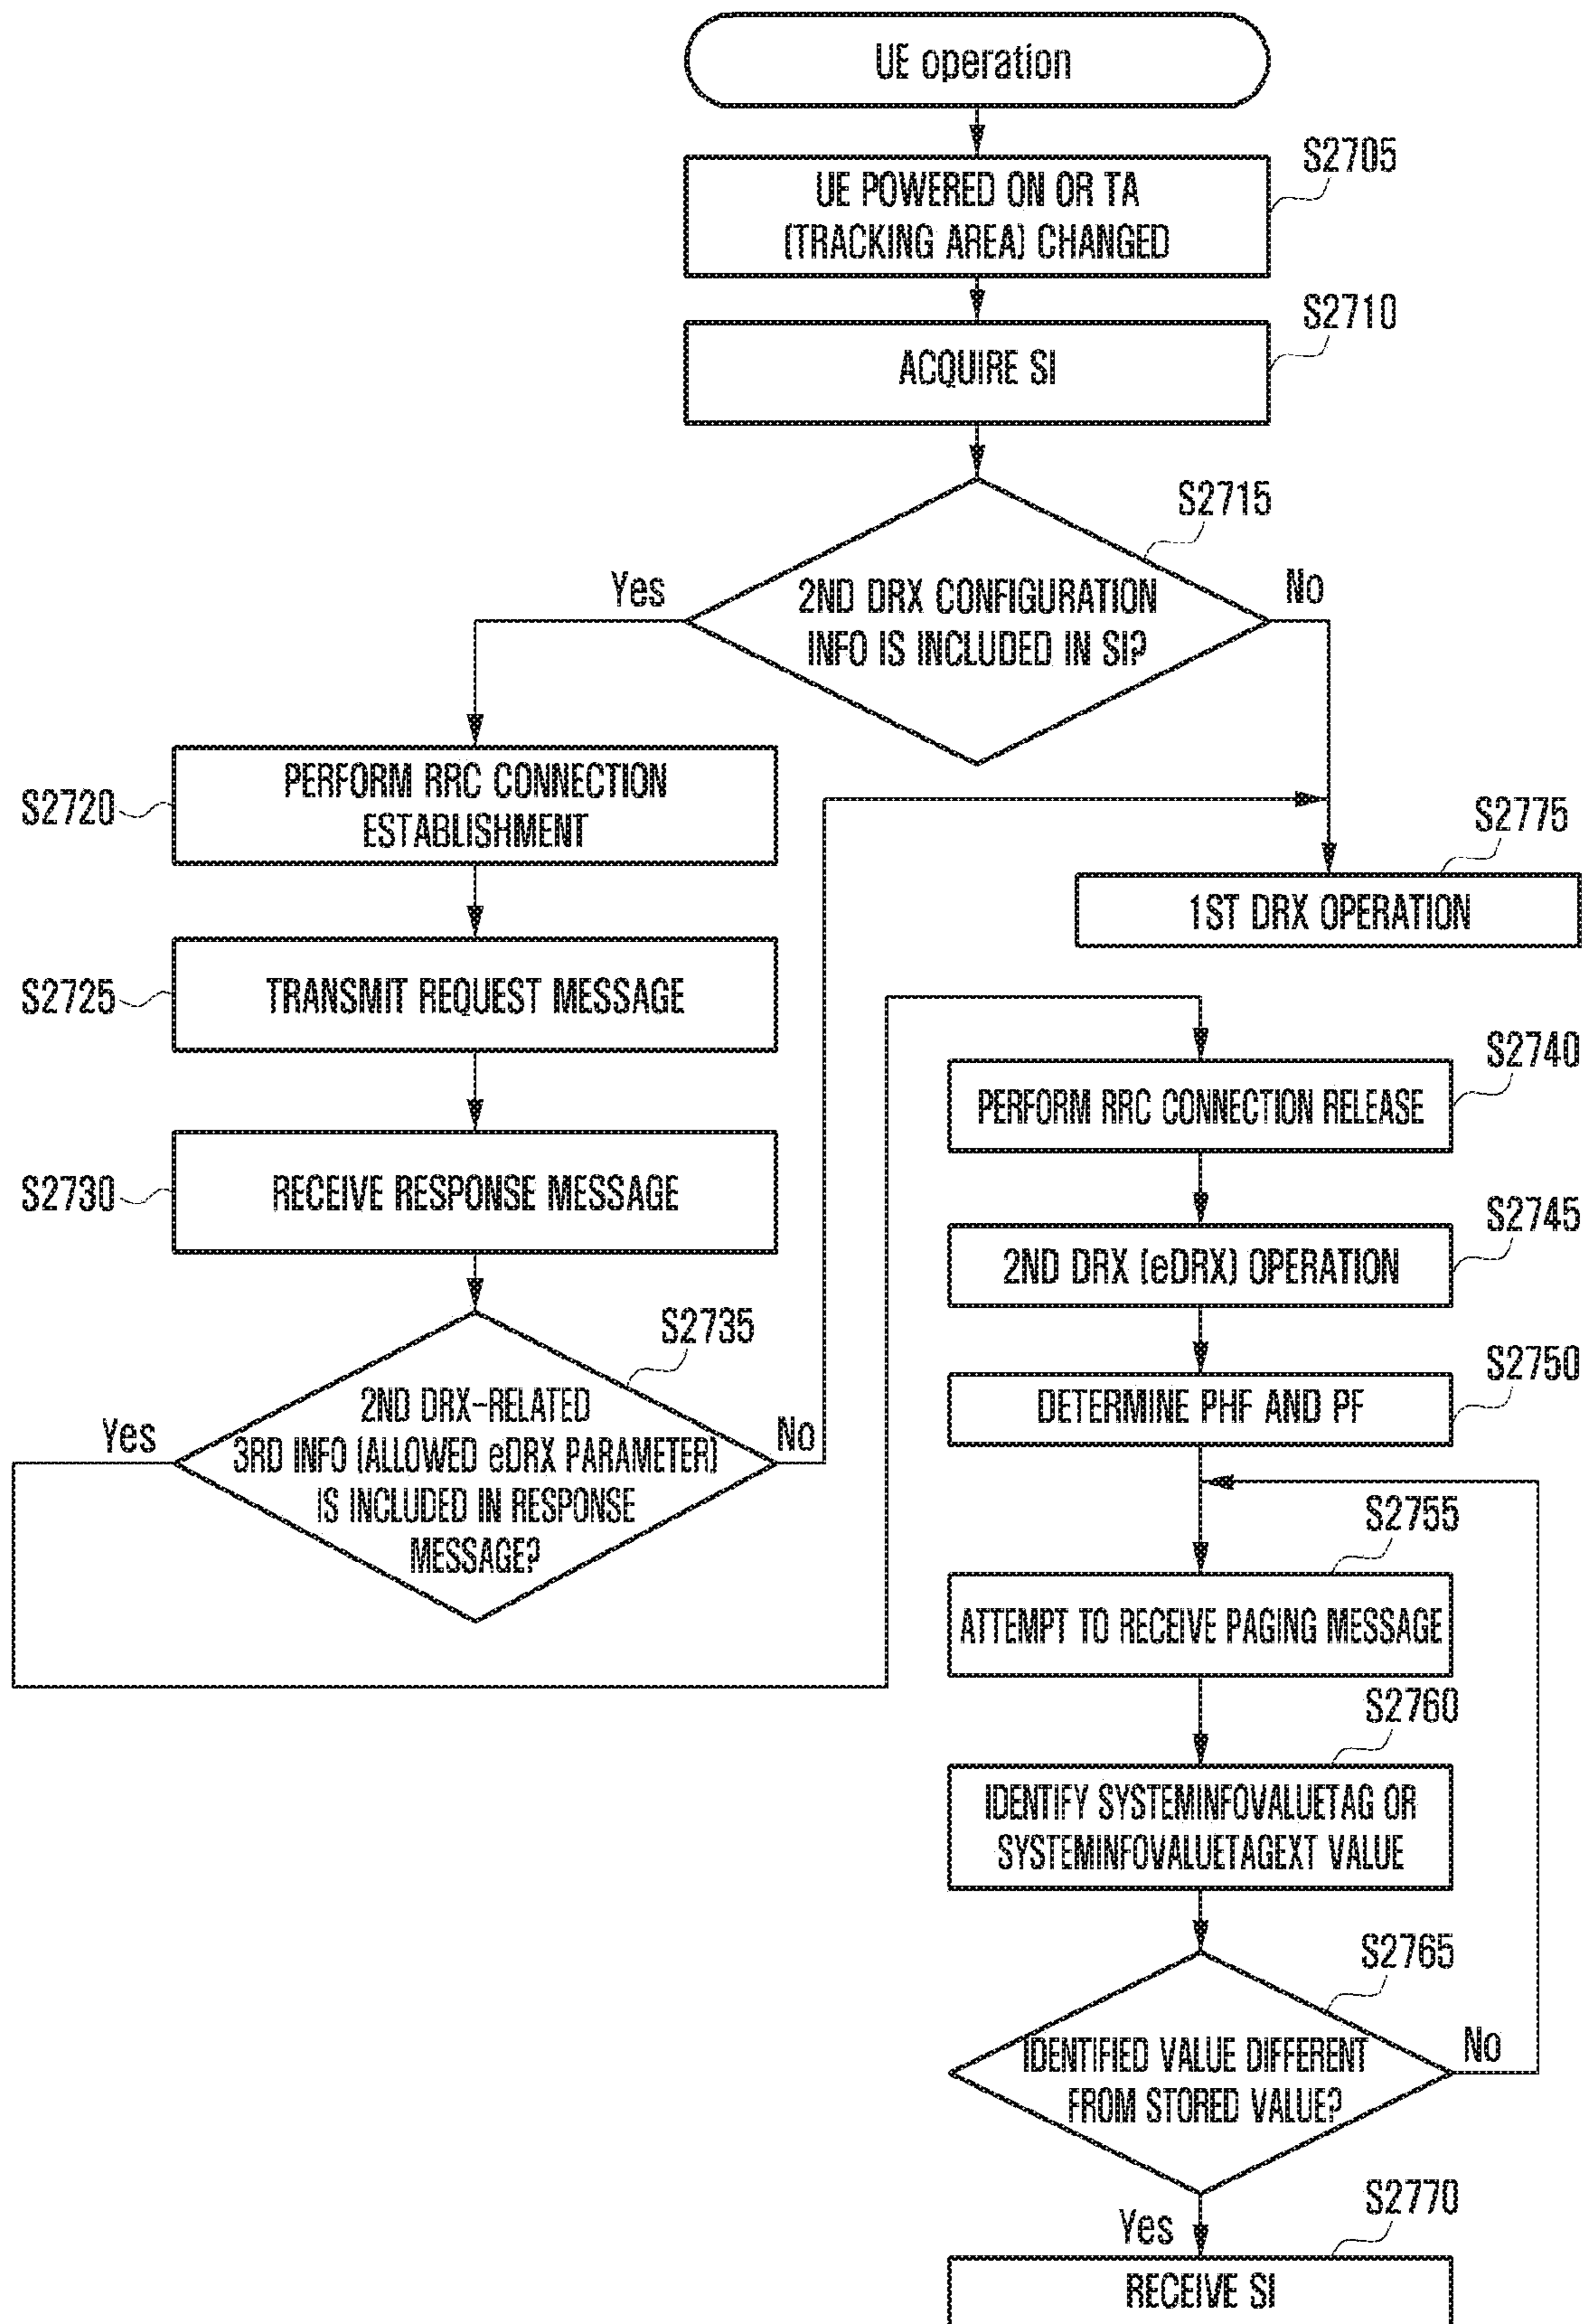 UE operation
S2705
UE POWERED ON OR TA
(TRACKING AREA) CHANGED
S2710
ACQUIRE SI
S2715
Yes
2ND DRX CONFIGURATION
INFO IS INCLUDED IN SI?
No
S2720
PERFORM RRC CONNECTION
ESTABLISHMENT
S2775
1ST DRX OPERATION
S2725
TRANSMIT REQUEST MESSAGE
S2730
RECEIVE RESPONSE MESSAGE
S2735
Yes
2ND DRX-RELATED
3RD INFO (ALLOWED eDRX PARAMETER)
IS INCLUDED IN RESPONSE
MESSAGE?
No
S2740
PERFORM RRC CONNECTION RELEASE
S2745
2ND DRX (eDRX) OPERATION
S2750
DETERMINE PHF AND PF
S2755
ATTEMPT TO RECEIVE PAGING MESSAGE
S2760
IDENTIFY SYSTEMINFOVALUETAG OR
SYSTEMINFOVALUETAGEXT VALUE
S2765
IDENTIFIED VALUE DIFFERENT
FROM STORED VALUE?
No
Yes
S2770
RECEIVE SI